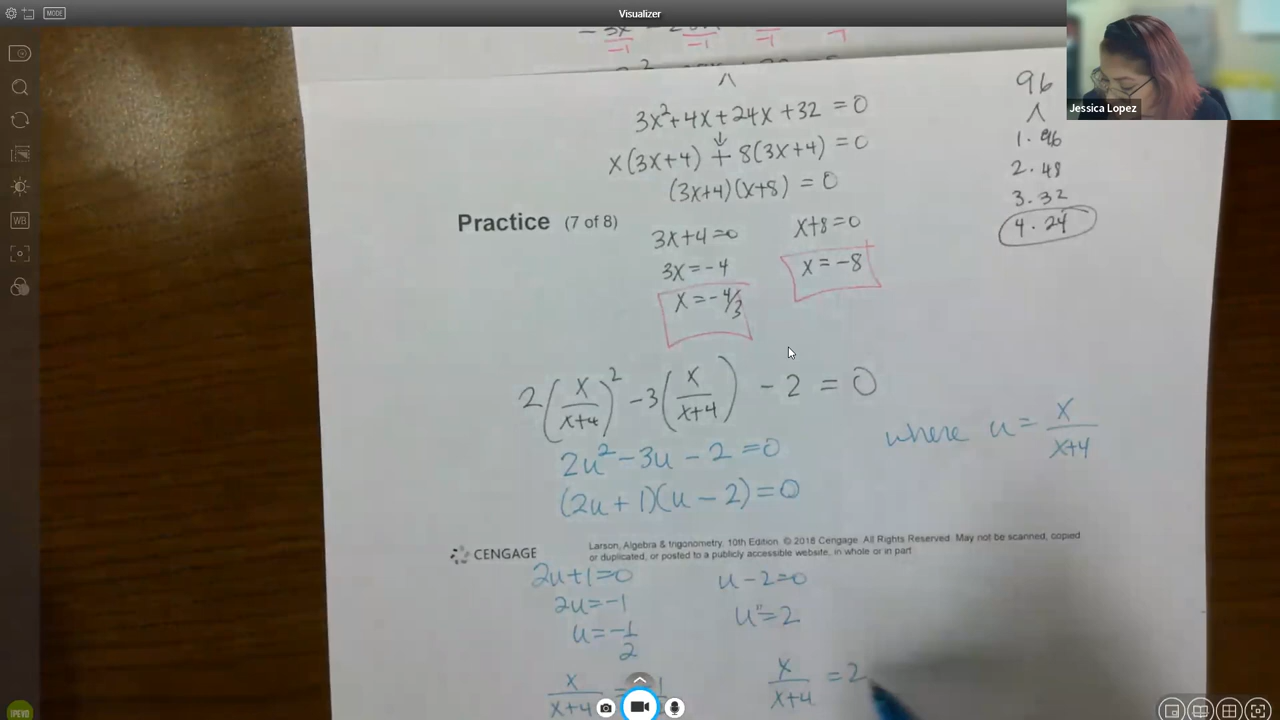 MODE
Visualizer
WB
Jessica Lopez
-1 -1 -1
3x²+4x+24x+32 = 0
x(3x+4) + 8(3x+4) = 0
(3x+4)(x+8) = 0
96
1 · 96
2 · 48
3 · 32
4 · 24
Practice (7 of 8)
3x+4=0 x+8=0
3x=-4 x=-8
x=-4/3
2(x/(x+4))² -3(x/(x+4)) -2 = 0
2u²-3u-2=0 where u= x/(x+4)
(2u+1)(u-2)=0
CENGAGE
Larson, Algebra & trigonometry, 10th Edition. © 2018 Cengage. All Rights Reserved. May not be scanned, copied
or duplicated, or posted to a publicly accessible website, in whole or in part
2u+1=0 u-2=0
2u=-1 u=2
u=-1/2
x/(x+4) = x/(x+4) =2
IPEVO